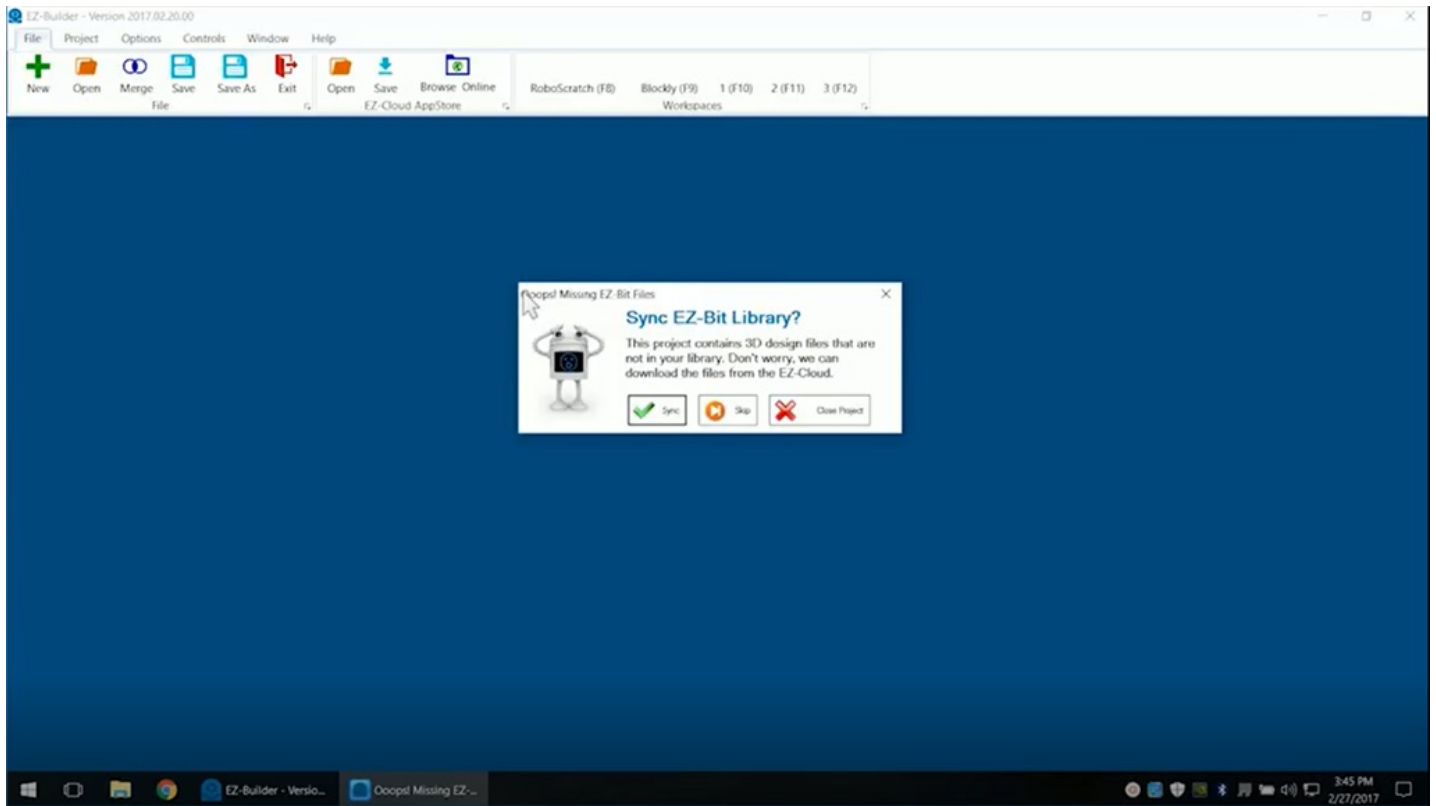 EZ-Builder - Version 2017.02.20.00
File Project Options Controls Window Help
New Open Merge Save Save As Exit Open Save Browse Online RoboScratch (F8) Blockly (F9) 1 (F10) 2 (F11) 3 (F12)
File EZ-Cloud AppStore Workspaces
Ooops! Missing EZ-Bit Files
Sync EZ-Bit Library?
This project contains 3D design files that are
not in your library. Don't worry, we can
download the files from the EZ-Cloud.
Sync Skip Close Project
EZ-Builder - Versio... Ooops! Missing EZ-...
3:45 PM
2/27/2017